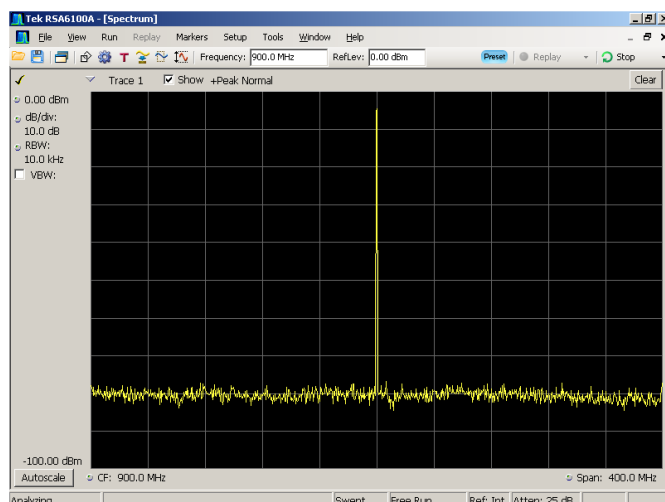 Tek RSA6100A - [Spectrum]
File View Run Replay Markers Setup Tools Window Help
T Frequency: 900.0 MHz RefLev: 0.00 dBm Preset Replay Stop
Trace 1 Show +Peak Normal Clear
0.00 dBm
dB/div:
10.0 dB
RBW:
10.0 kHz
VBW:
-100.00 dBm
Autoscale CF: 900.0 MHz Span: 400.0 MHz
Analyzing Swept Free Run Ref: Int Atten: 25 dB